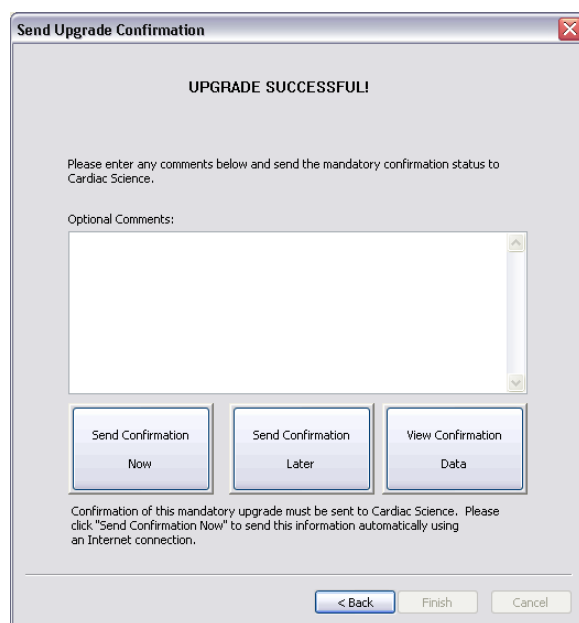 Send Upgrade Confirmation
UPGRADE SUCCESSFUL!
Please enter any comments below and send the mandatory confirmation status to
Cardiac Science.
Optional Comments:
Send Confirmation
Now
Send Confirmation
Later
View Confirmation
Data
Confirmation of this mandatory upgrade must be sent to Cardiac Science.  Please
click "Send Confirmation Now" to send this information automatically using
an Internet connection.
< Back
Finish
Cancel